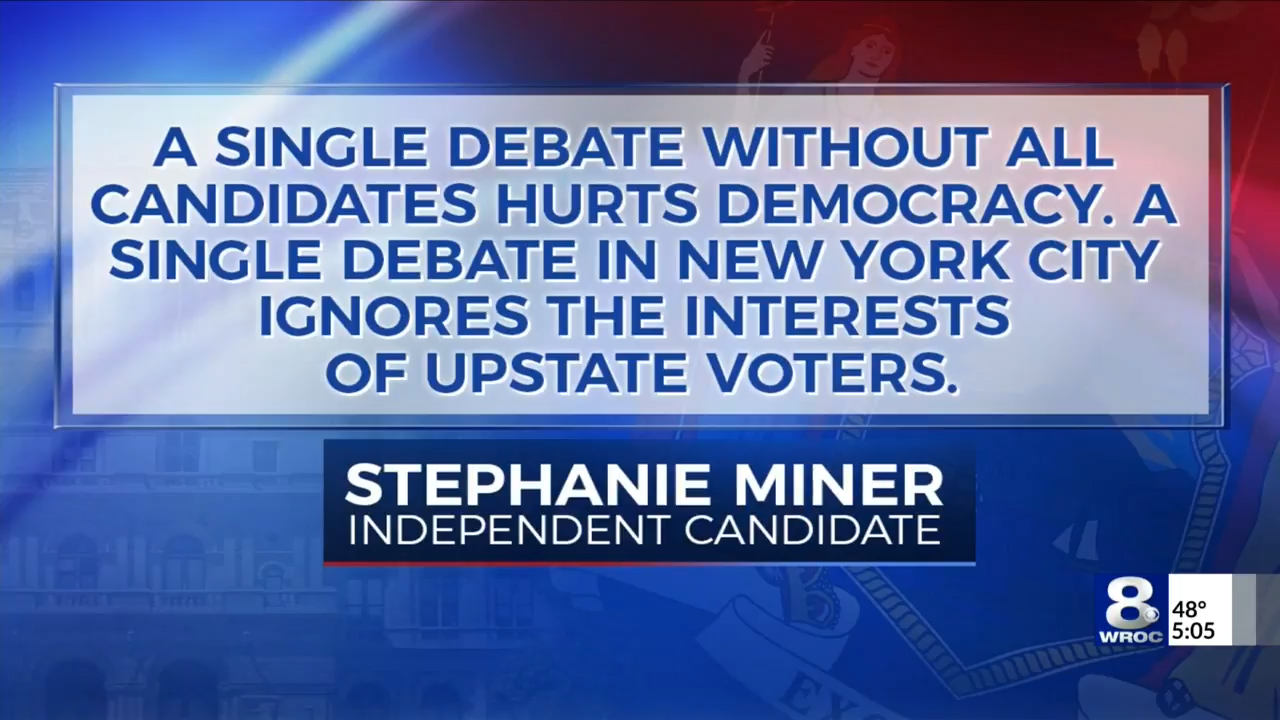 A SINGLE DEBATE WITHOUT ALL
CANDIDATES HURTS DEMOCRACY. A
SINGLE DEBATE IN NEW YORK CITY
IGNORES THE INTERESTS
OF UPSTATE VOTERS.
STEPHANIE MINER
INDEPENDENT CANDIDATE
8
WROC
48°
5:05